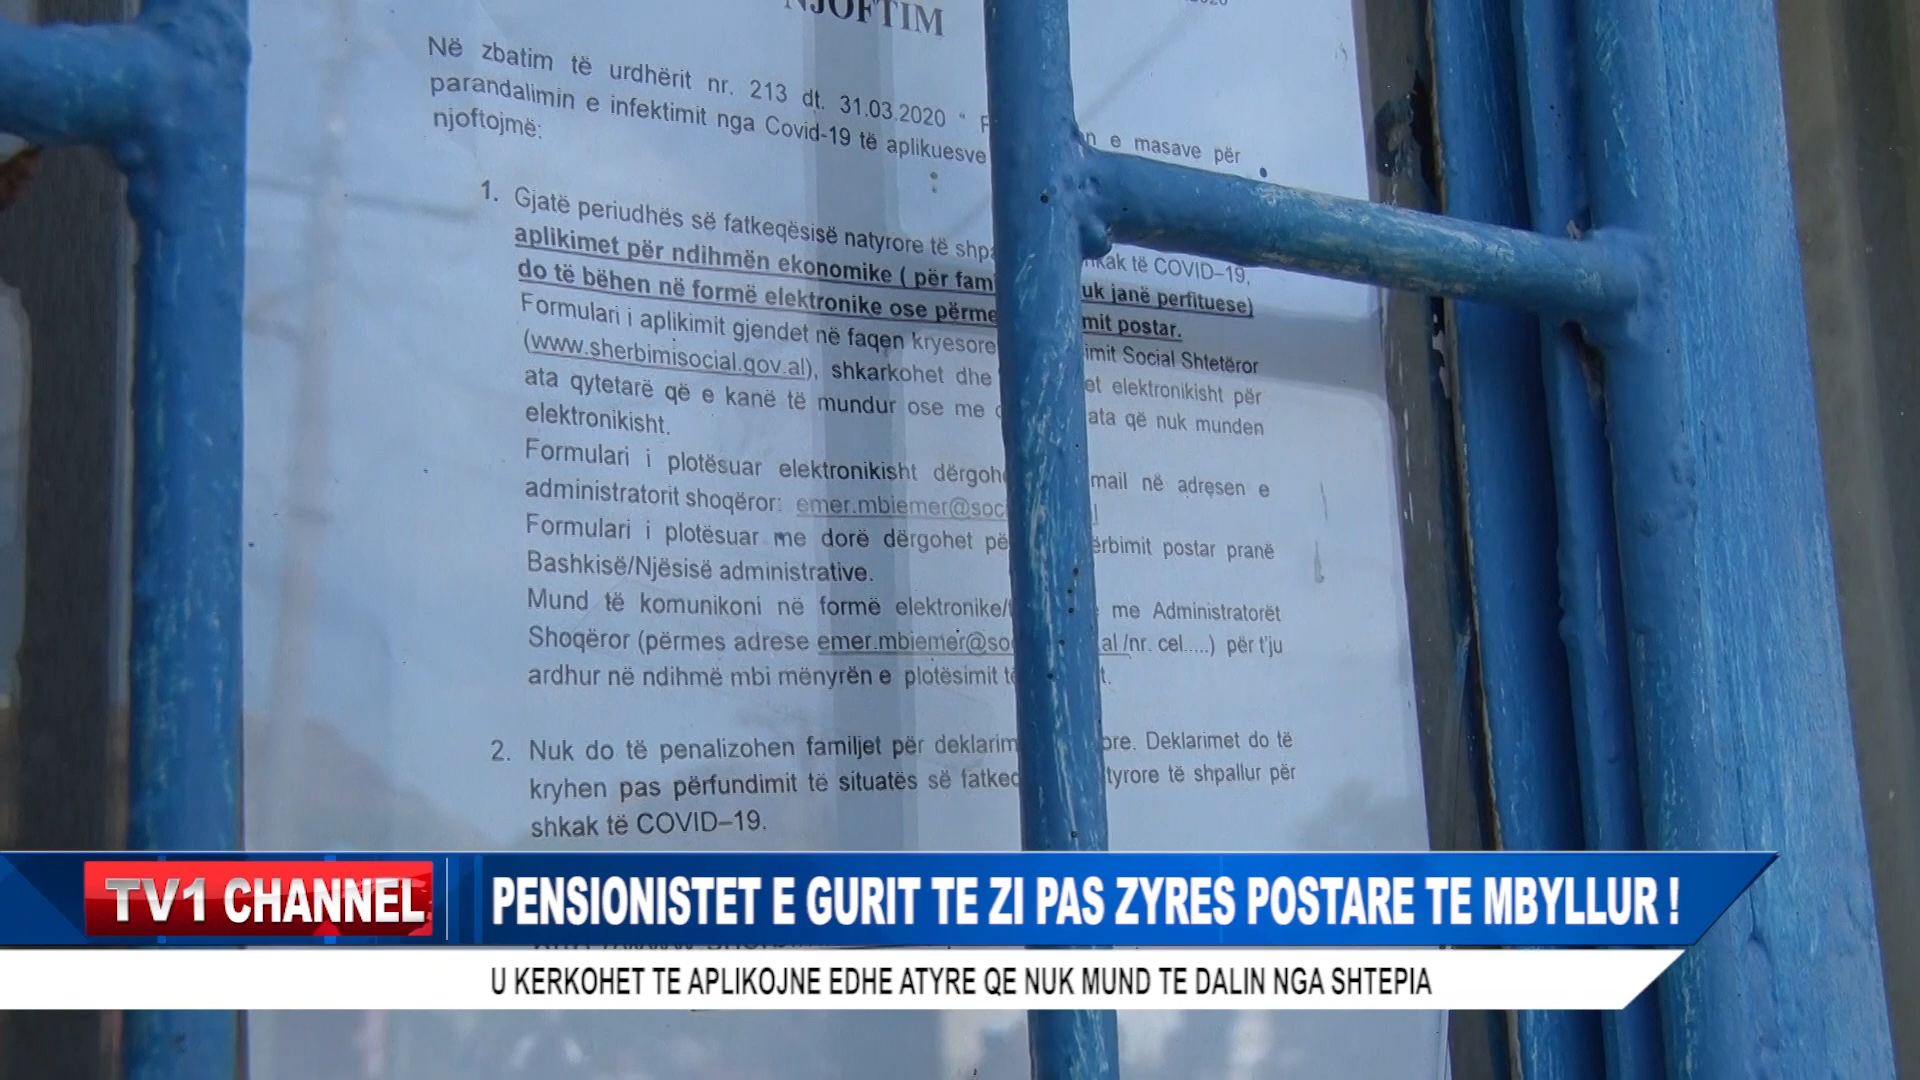 NJOFTIM
Në zbatim të urdhërit nr. 213 dt. 31.03.2020 “ e masave për
parandalimin e infektimit nga Covid-19 të aplikuesve
njoftojmë:
1. Gjatë periudhës së fatkeqësisë natyrore të të COVID–19,
aplikimet për ndihmën ekonomike ( për janë perfituese)
do të bëhen në formë elektronike ose postar.
Formulari i aplikimit gjendet në faqen kryesore Social Shtetëror
(www.sherbimisocial.gov.al), shkarkohet dhe elektronikisht për
ata qytetarë që e kanë të mundur ose me ata që nuk munden
elektronikisht.
Formulari i plotësuar elektronikisht mail në adresen e
administratorit shoqëror: emer.mbiemer@soci
Formulari i plotësuar me dorë dërgohet postar pranë
Bashkisë/Njësisë administrative.
Mund të komunikoni në formë elektronike/ me Administratorët
Shoqëror (përmes adrese emer.mbiemer@so al /nr. cel.....) për t’ju
ardhur në ndihmë mbi mënyrën e plotësimit
2. Nuk do të penalizohen familjet për Deklarimet do të
kryhen pas përfundimit të situatës së të shpallur për
shkak të COVID–19.
TV1 CHANNEL
PENSIONISTET E GURIT TE ZI PAS ZYRES POSTARE TE MBYLLUR !
U KERKOHET TE APLIKOJNE EDHE ATYRE QE NUK MUND TE DALIN NGA SHTEPIA